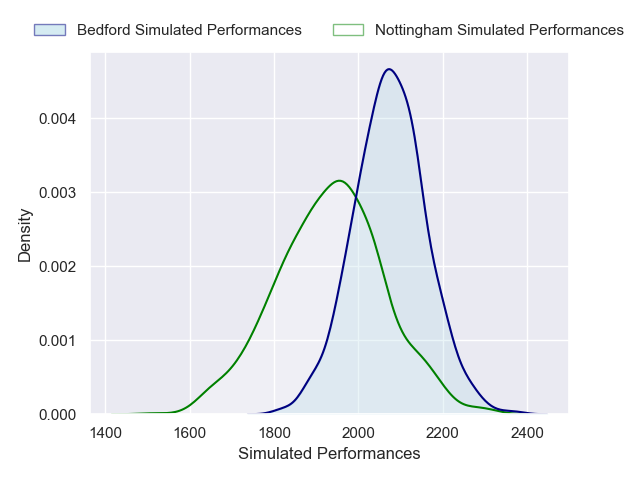 Bedford Simulated Performances
Nottingham Simulated Performances
0.004
0.003
0.002
0.001
0.000
Density
1400 1600 1800 2000 2200 2400
Simulated Performances